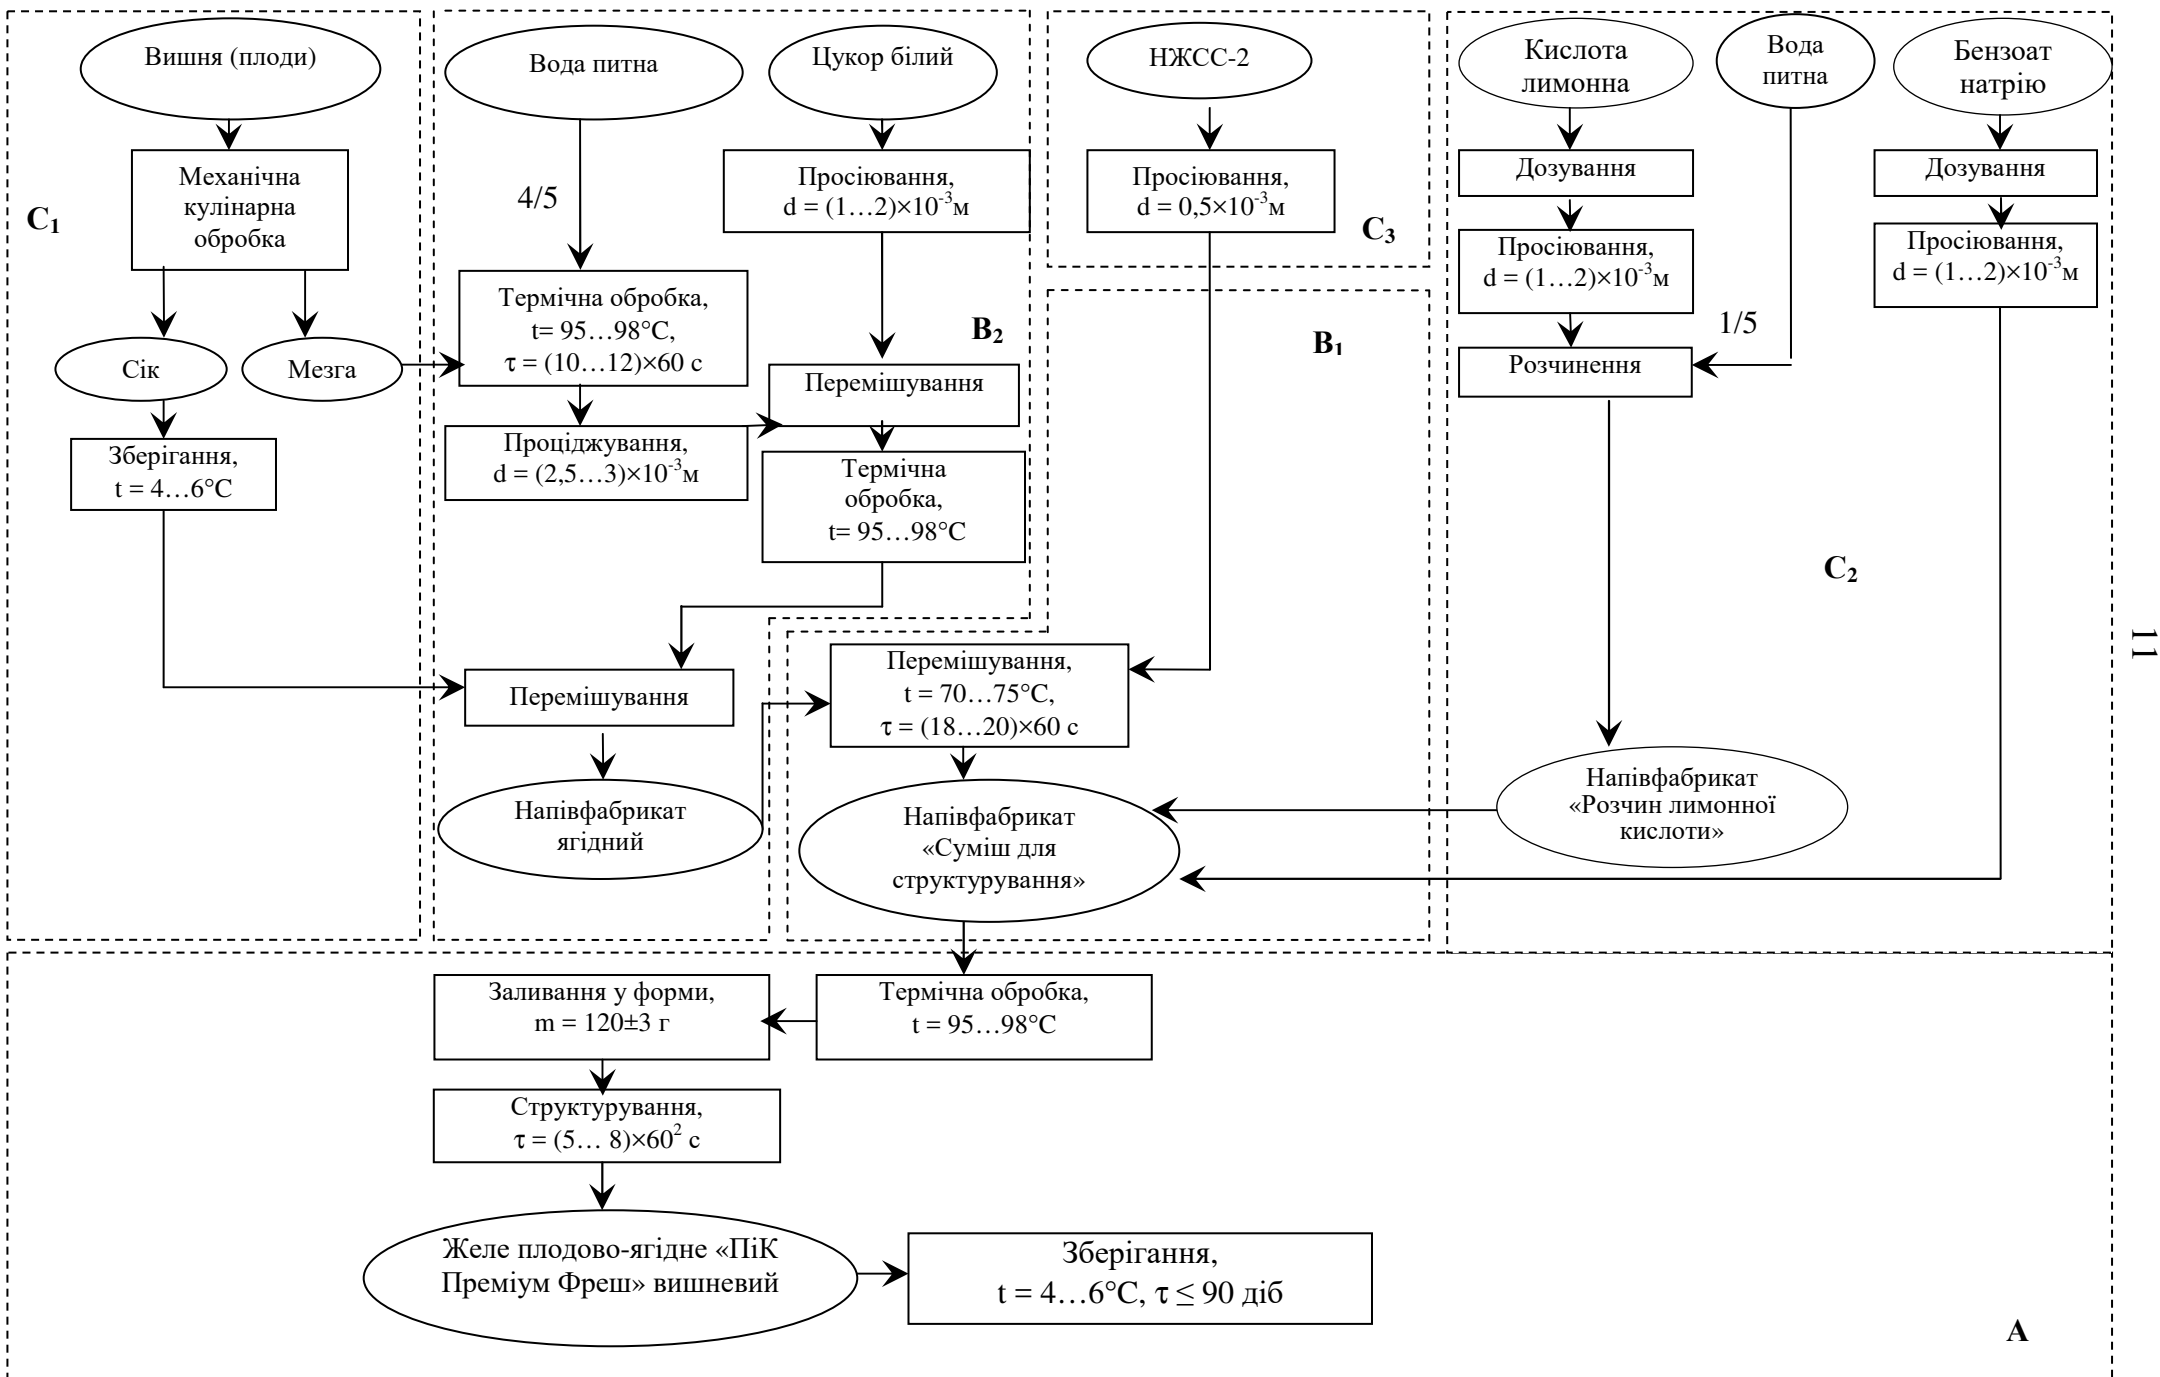 Вишня (плоди)
Механічна
кулінарна
обробка
C₁
Сік
Мезга
Зберігання,
t = 4…6°C
Вода питна
4/5
Цукор білий
Просіювання,
d = (1…2)×10⁻³м
Термічна обробка,
t= 95…98°C,
τ = (10…12)×60 с
B₂
Перемішування
Проціджування,
d = (2,5…3)×10⁻³м
Термічна
обробка,
t= 95…98°C
Перемішування
Напівфабрикат
ягідний
НЖСС-2
Просіювання,
d = 0,5×10⁻³м
C₃
B₁
Перемішування,
t = 70…75°C,
τ = (18…20)×60 с
Напівфабрикат
«Суміш для
структурування»
Кислота
лимонна
Вода
питна
Бензоат
натрію
Дозування
Дозування
Просіювання,
d = (1…2)×10⁻³м
Просіювання,
d = (1…2)×10⁻³м
1/5
Розчинення
C₂
Напівфабрикат
«Розчин лимонної
кислоти»
11
Заливання у форми,
m = 120±3 г
Термічна обробка,
t = 95…98°C
Структурування,
τ = (5… 8)×60² с
Желе плодово-ягідне «ПіК
Преміум Фреш» вишневий
Зберігання,
t = 4…6°C, τ ≤ 90 діб
A